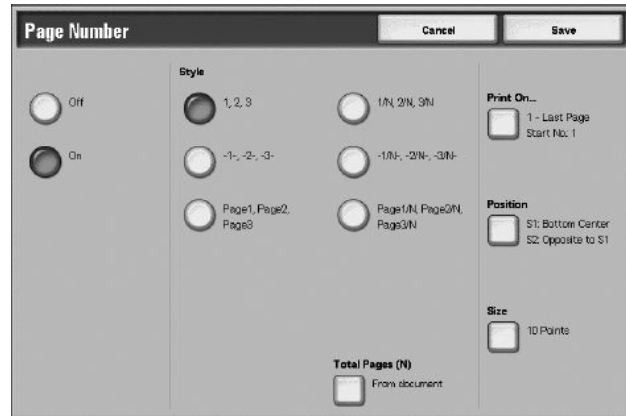 Page Number
Cancel
Save
Off
On
Style
1, 2, 3
-1-, -2-, -3-
Page1, Page2,
Page3
1/N, 2/N, 3/N
-1/N-, -2/N-, -3/N-
Page1/N, Page2/N,
Page3/N
Total Pages (N)
From document
Print On...
1 - Last Page
Start No: 1
Position
S1: Bottom Center
S2: Opposite to S1
Size
10 Points